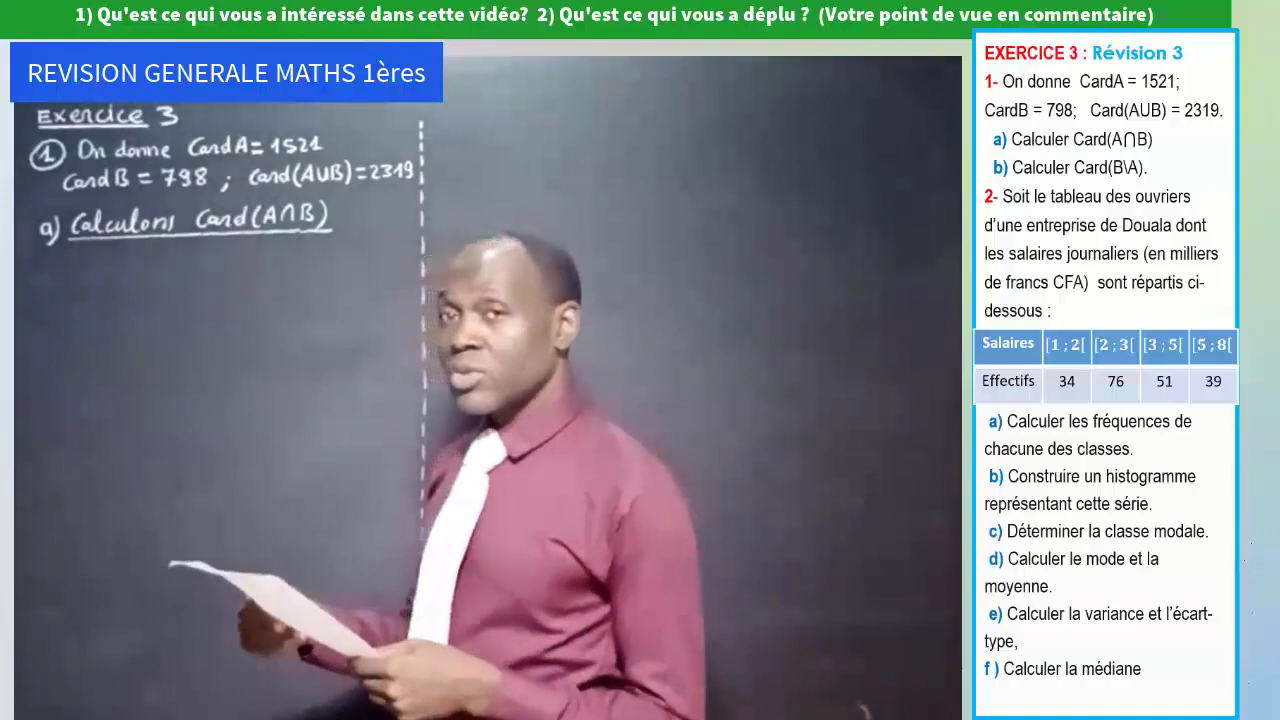 1) Qu'est ce qui vous a intéressé dans cette vidéo? 2) Qu'est ce qui vous a déplu ? (Votre point de vue en commentaire)
REVISION GENERALE MATHS 1ères
Exercice 3
① On donne CardA = 1521
CardB = 798 ; Card(AUB) = 2319
a) Calculons Card(A∩B)
EXERCICE 3 : Révision 3
1- On donne CardA = 1521;
CardB = 798; Card(AUB) = 2319.
a) Calculer Card(A⋂B)
b) Calculer Card(B\A).
2- Soit le tableau des ouvriers
d'une entreprise de Douala dont
les salaires journaliers (en milliers
de francs CFA) sont répartis ci-
dessous :
Salaires [1 ; 2[ [2 ; 3[ [3 ; 5[ [5 ; 8[
Effectifs 34 76 51 39
a) Calculer les fréquences de
chacune des classes.
b) Construire un histogramme
représentant cette série.
c) Déterminer la classe modale.
d) Calculer le mode et la
moyenne.
e) Calculer la variance et l'écart-
type,
f ) Calculer la médiane